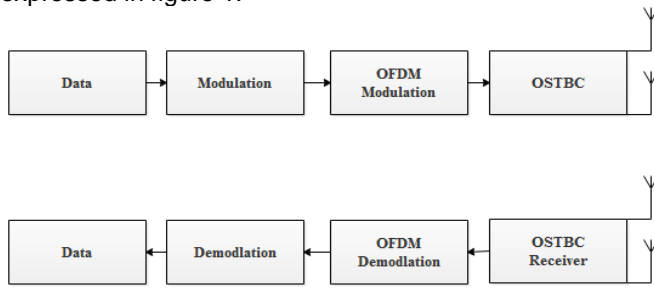 expressed in figure 1.
Data
Modulation
OFDM
Modulation
OSTBC
Data
Demodlation
OFDM
Demodlation
OSTBC
Receiver